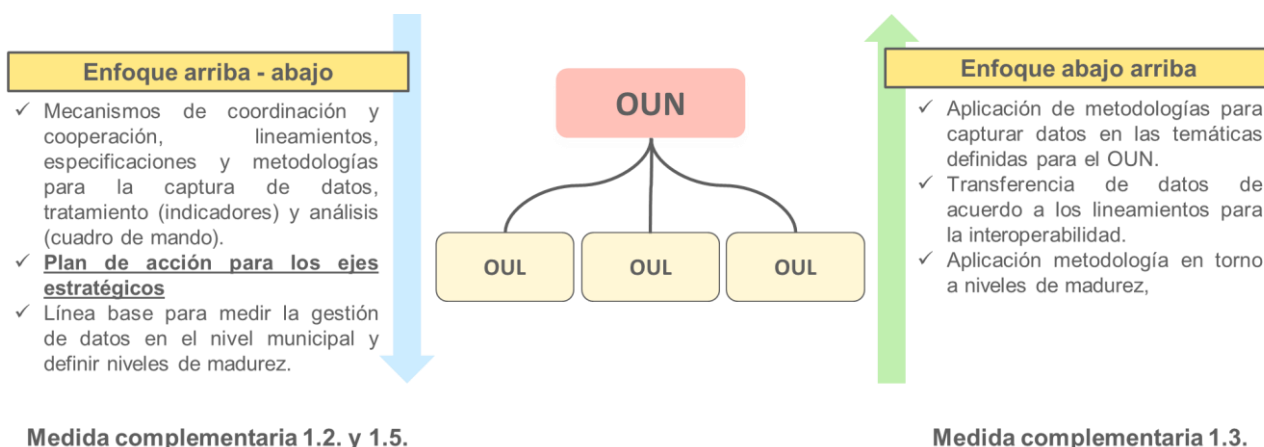 Enfoque arriba - abajo
✓ Mecanismos de coordinación y
cooperación, lineamientos,
especificaciones y metodologías
para la captura de datos,
tratamiento (indicadores) y análisis
(cuadro de mando).
✓ Plan de acción para los ejes
estratégicos
✓ Línea base para medir la gestión
de datos en el nivel municipal y
definir niveles de madurez.
Medida complementaria 1.2. y 1.5.
OUN
OUL
OUL
OUL
Enfoque abajo arriba
✓ Aplicación de metodologías para
capturar datos en las temáticas
definidas para el OUN.
✓ Transferencia de datos de
acuerdo a los lineamientos para
la interoperabilidad.
✓ Aplicación metodología en torno
a niveles de madurez,
Medida complementaria 1.3.